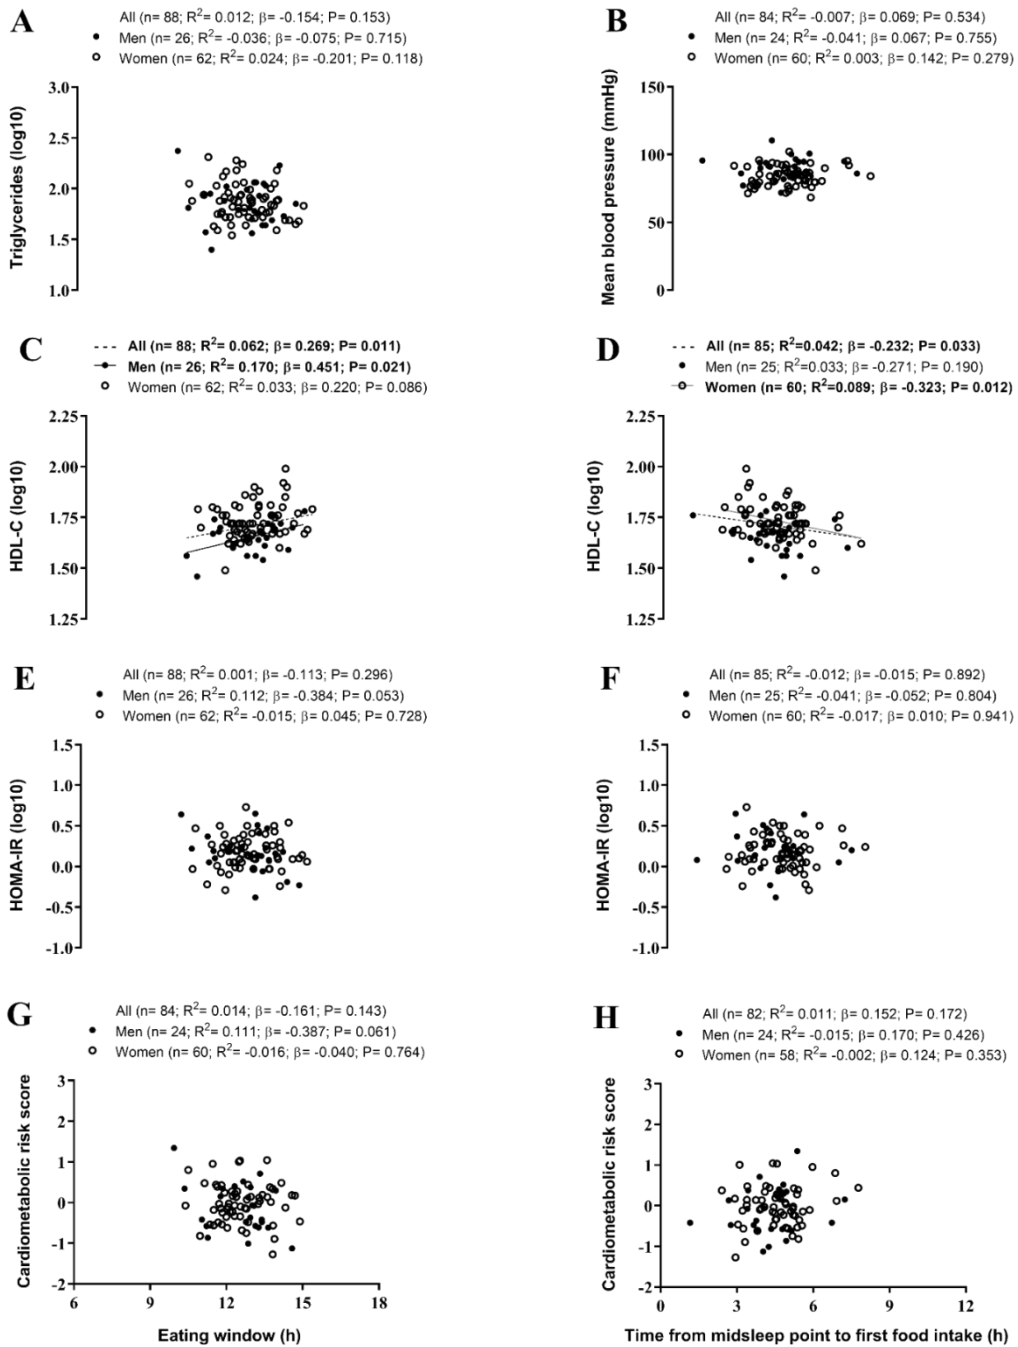 A
All (n= 88; R2= 0.012; β= -0.154; P= 0.153)
Men (n= 26; R2= -0.036; β= -0.075; P= 0.715)
Women (n= 62; R2= 0.024; β= -0.201; P= 0.118)
Triglycerides (log10)
3.0
2.5
2.0
1.5
1.0
B
All (n= 84; R2= -0.007; β= 0.069; P= 0.534)
Men (n= 24; R2= -0.041; β= 0.067; P= 0.755)
Women (n= 60; R2= 0.003; β= 0.142; P= 0.279)
Mean blood pressure (mmHg)
150
100
50
0
C
All (n= 88; R2= 0.062; β= 0.269; P= 0.011)
Men (n= 26; R2= 0.170; β= 0.451; P= 0.021)
Women (n= 62; R2= 0.033; β= 0.220; P= 0.086)
HDL-C (log10)
2.25
2.00
1.75
1.50
1.25
D
All (n= 85; R2=0.042; β= -0.232; P= 0.033)
Men (n= 25; R2=0.033; β= -0.271; P= 0.190)
Women (n= 60; R2=0.089; β= -0.323; P= 0.012)
HDL-C (log10)
2.25
2.00
1.75
1.50
1.25
E
All (n= 88; R2= 0.001; β= -0.113; P= 0.296)
Men (n= 26; R2= 0.112; β= -0.384; P= 0.053)
Women (n= 62; R2= -0.015; β= 0.045; P= 0.728)
HOMA-IR (log10)
1.5
1.0
0.5
0.0
-0.5
-1.0
F
All (n= 85; R2= -0.012; β= -0.015; P= 0.892)
Men (n= 25; R2= -0.041; β= -0.052; P= 0.804)
Women (n= 60; R2= -0.017; β= 0.010; P= 0.941)
HOMA-IR (log10)
1.5
1.0
0.5
0.0
-0.5
-1.0
G
All (n= 84; R2= 0.014; β= -0.161; P= 0.143)
Men (n= 24; R2= 0.111; β= -0.387; P= 0.061)
Women (n= 60; R2= -0.016; β= -0.040; P= 0.764)
Cardiometabolic risk score
3
2
1
0
-1
-2
6 9 12 15 18
Eating window (h)
H
All (n= 82; R2= 0.011; β= 0.152; P= 0.172)
Men (n= 24; R2= -0.015; β= 0.170; P= 0.426)
Women (n= 58; R2= -0.002; β= 0.124; P= 0.353)
Cardiometabolic risk score
3
2
1
0
-1
-2
0 3 6 9 12
Time from midsleep point to first food intake (h)